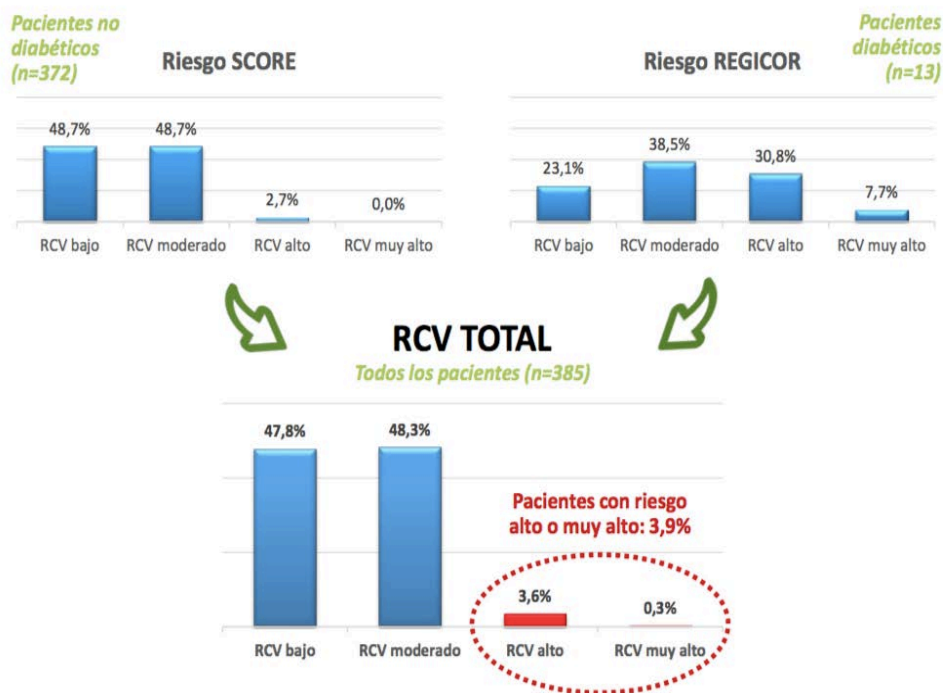 Pacientes no
diabéticos
(n=372)
Riesgo SCORE
48,7%
48,7%
2,7%
0,0%
RCV bajo
RCV moderado
RCV alto
RCV muy alto
Pacientes
diabéticos
(n=13)
Riesgo REGICOR
23,1%
38,5%
30,8%
7,7%
RCV bajo
RCV moderado
RCV alto
RCV muy alto
RCV TOTAL
Todos los pacientes (n=385)
47,8%
48,3%
Pacientes con riesgo
alto o muy alto: 3,9%
3,6%
0,3%
RCV bajo
RCV moderado
RCV alto
RCV muy alto